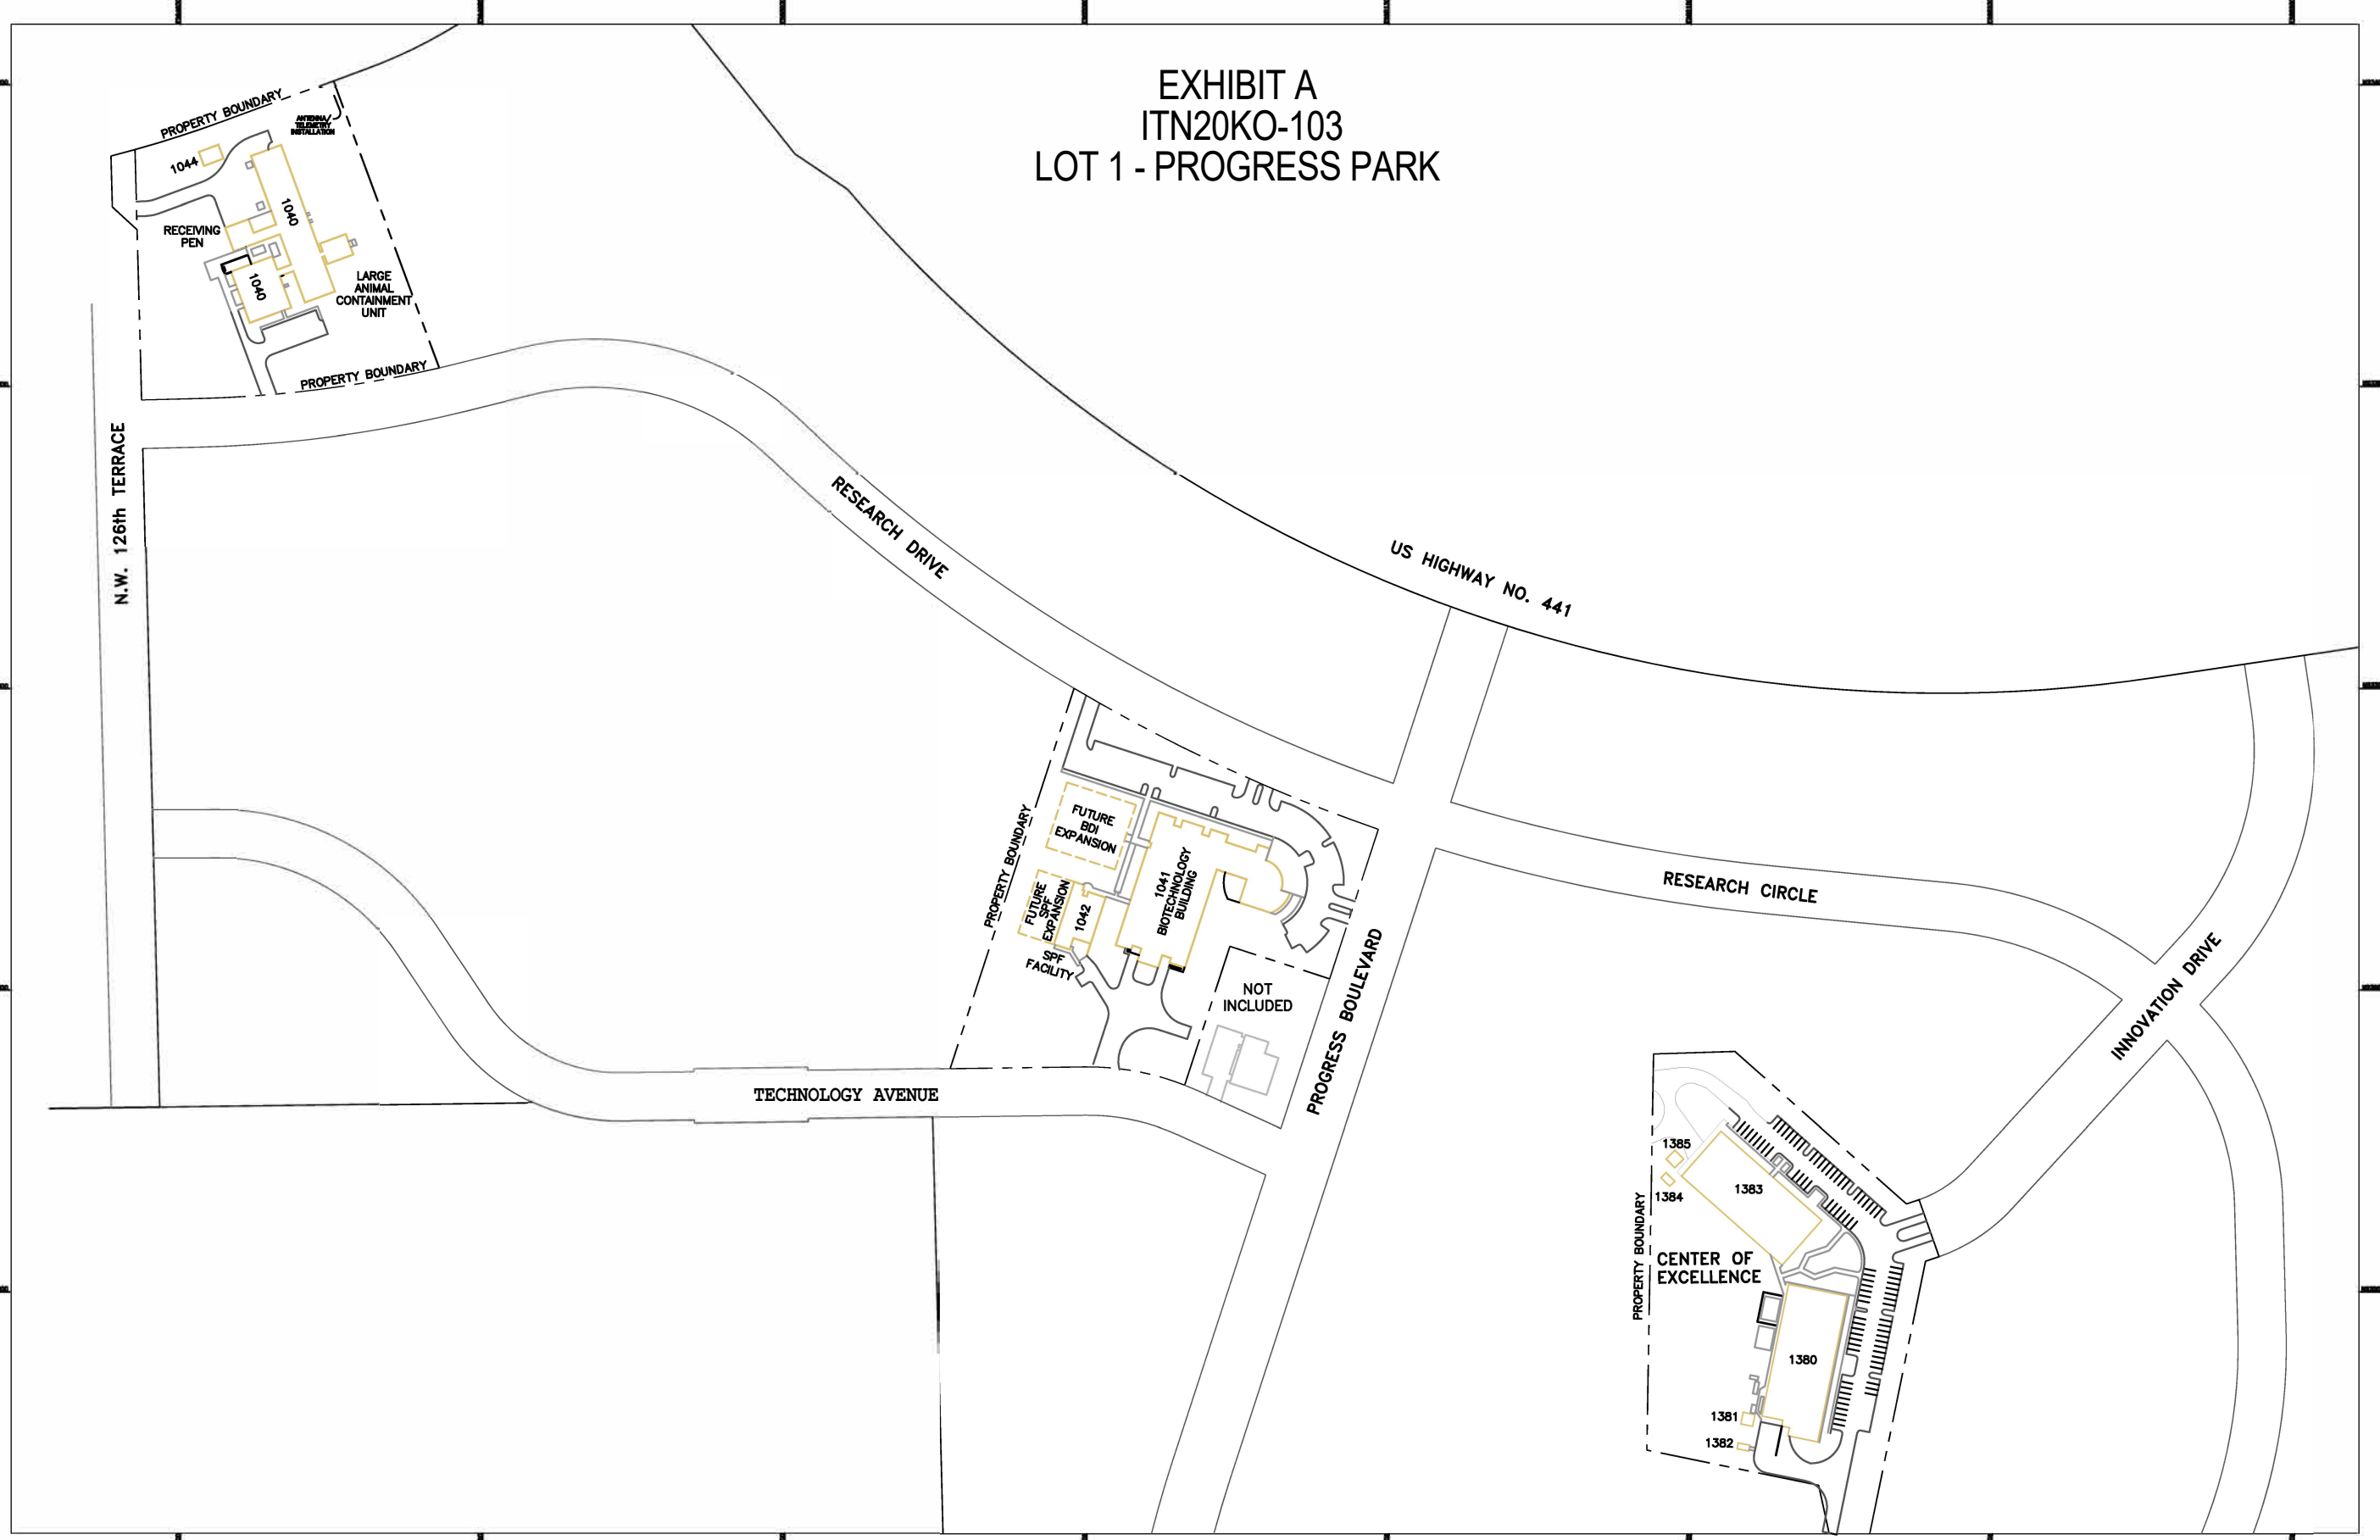 EXHIBIT A
ITN20KO-103
LOT 1 - PROGRESS PARK
PROPERTY BOUNDARY
ANTENNA/
TELEMETRY
INSTALLATION
1044
1040
RECEIVING
PEN
1040
LARGE
ANIMAL
CONTAINMENT
UNIT
PROPERTY BOUNDARY
N.W. 126th TERRACE
RESEARCH DRIVE
US HIGHWAY NO. 441
PROPERTY BOUNDARY
FUTURE
BDI
EXPANSION
FUTURE
SPF
EXPANSION
1042
SPF
FACILITY
1041
BIOTECHNOLOGY
BUILDING
NOT
INCLUDED
PROGRESS BOULEVARD
TECHNOLOGY AVENUE
RESEARCH CIRCLE
INNOVATION DRIVE
PROPERTY BOUNDARY
1385
1384
1383
CENTER OF
EXCELLENCE
1380
1381
1382